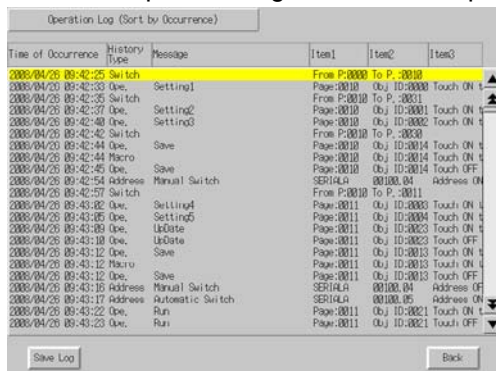 Operation Log (Sort by Occurrence)
Time of Occurrence History Type Message Item1 Item2 Item3
2008/04/26 09:42:25 Switch From P:0000 To P.:0010
2008/04/26 09:42:33 Ope. Setting1 Page:0010 Obj ID:0000 Touch ON t
2008/04/26 09:42:35 Switch From P:0010 To P.:0031
2008/04/26 09:42:37 Ope. Setting2 Page:0010 Obj ID:0001 Touch ON t
2008/04/26 09:42:40 Ope. Setting3 Page:0010 Obj ID:0002 Touch ON t
2008/04/26 09:42:42 Switch From P:0010 To P.:0030
2008/04/26 09:42:44 Ope. Save Page:0010 Obj ID:0014 Touch ON t
2008/04/26 09:42:44 Macro Page:0010 Obj ID:0014 Touch ON t
2008/04/26 09:42:45 Ope. Save Page:0010 Obj ID:0014 Touch OFF
2008/04/26 09:42:54 Address Manual Switch SERIALA 00100.04 Address ON
2008/04/26 09:42:57 Switch From P:0010 To P.:0011
2008/04/26 09:43:02 Ope. Setting4 Page:0011 Obj ID:0003 Touch ON t
2008/04/26 09:43:05 Ope. Setting5 Page:0011 Obj ID:0004 Touch ON t
2008/04/26 09:43:09 Ope. UpDate Page:0011 Obj ID:0023 Touch ON t
2008/04/26 09:43:10 Ope. UpDate Page:0011 Obj ID:0023 Touch OFF
2008/04/26 09:43:12 Ope. Save Page:0011 Obj ID:0013 Touch ON t
2008/04/26 09:43:12 Macro Page:0011 Obj ID:0013 Touch ON t
2008/04/26 09:43:12 Ope. Save Page:0011 Obj ID:0013 Touch OFF
2008/04/26 09:43:16 Address Manual Switch SERIALA 00100.04 Address OF
2008/04/26 09:43:17 Address Automatic Switch SERIALA 00100.05 Address ON
2008/04/26 09:43:22 Ope. Run Page:0011 Obj ID:0021 Touch ON t
2008/04/26 09:43:23 Ope. Run Page:0011 Obj ID:0021 Touch OFF
Save Log Back